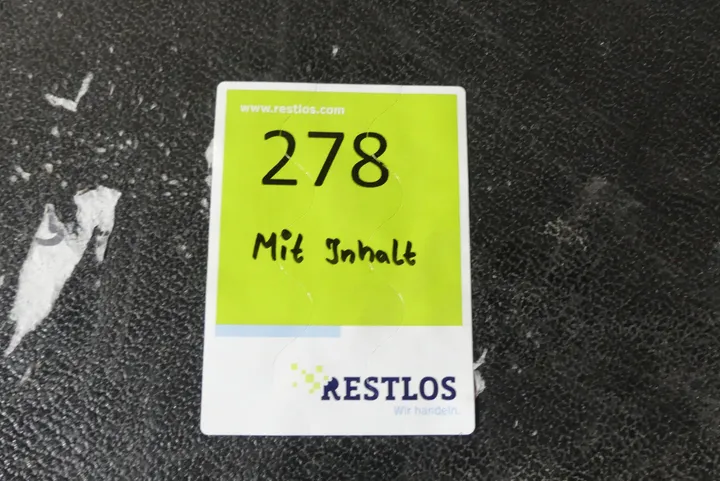 www.restlos.com
278
Mit Inhalt
RESTLOS
Wir handeln.